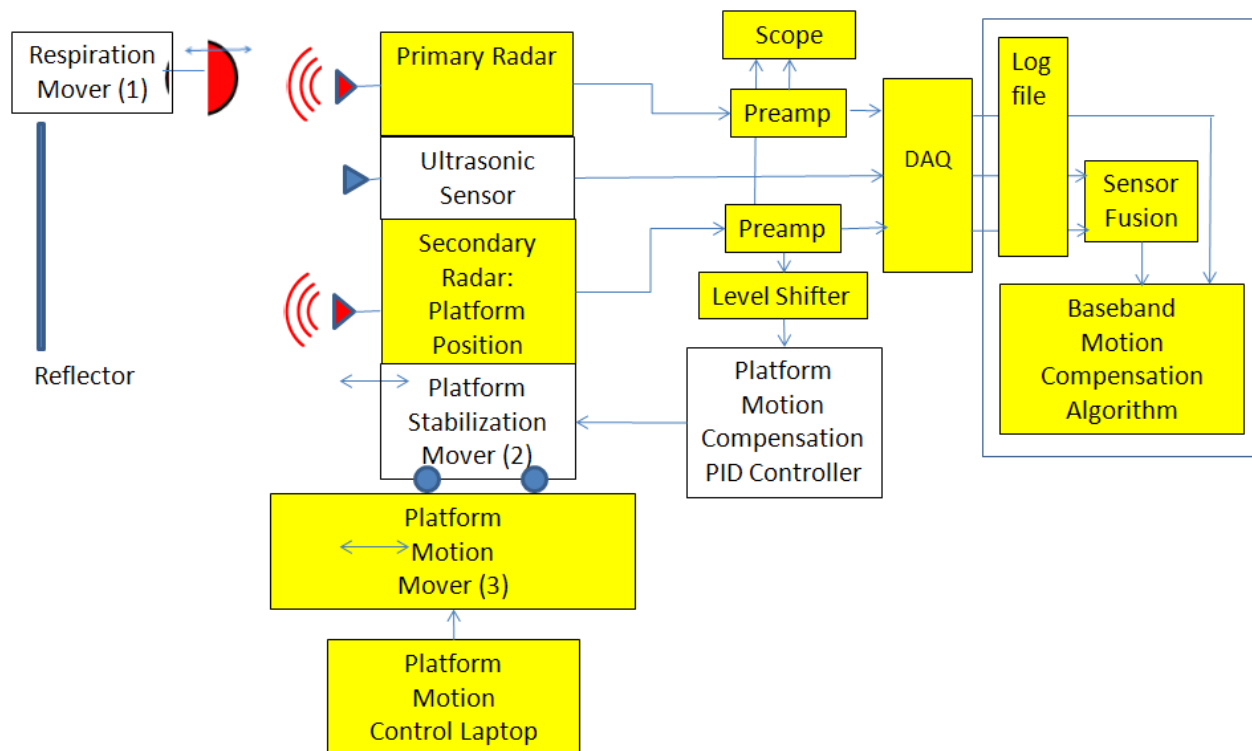 Respiration
Mover (1)
Reflector
Primary Radar
Ultrasonic
Sensor
Secondary
Radar:
Platform
Position
Platform
Stabilization
Mover (2)
Platform
Motion
Mover (3)
Platform
Motion
Control Laptop
Scope
Preamp
Preamp
Level Shifter
Platform
Motion
Compensation
PID Controller
DAQ
Log
file
Sensor
Fusion
Baseband
Motion
Compensation
Algorithm